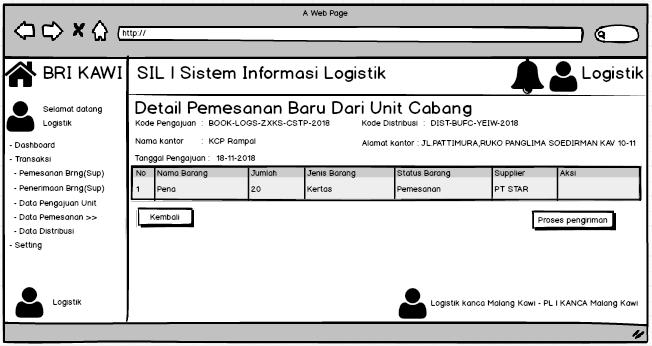 A Web Page
http://
BRI KAWI
SIL I Sistem Informasi Logistik
Logistik
Selamat datang
Logistik
- Dashboard
- Transaksi
- Pemesanan Brng(Sup)
- Penerimaan Brng(Sup)
- Data Pengajuan Unit
- Data Pemesanan >>
- Data Distribusi
- Setting
Logistik
Detail Pemesanan Baru Dari Unit Cabang
Kode Pengajuan : BOOK-LOGS-ZXKS-CSTP-2018 Kode Distribusi : DIST-BUFC-YEIW-2018
Nama kantor : KCP Rampal Alamat kantor : JL.PATTIMURA,RUKO PANGLIMA SOEDIRMAN KAV 10-11
Tanggal Pengajuan : 18-11-2018
No Nama Barang Jumlah Jenis Barang Status Barang Supplier Aksi
1 Pena 20 Kertas Pemesanan PT STAR
Kembali Proses pengiriman
Logistik kanca Malang Kawi - PL I KANCA Malang Kawi